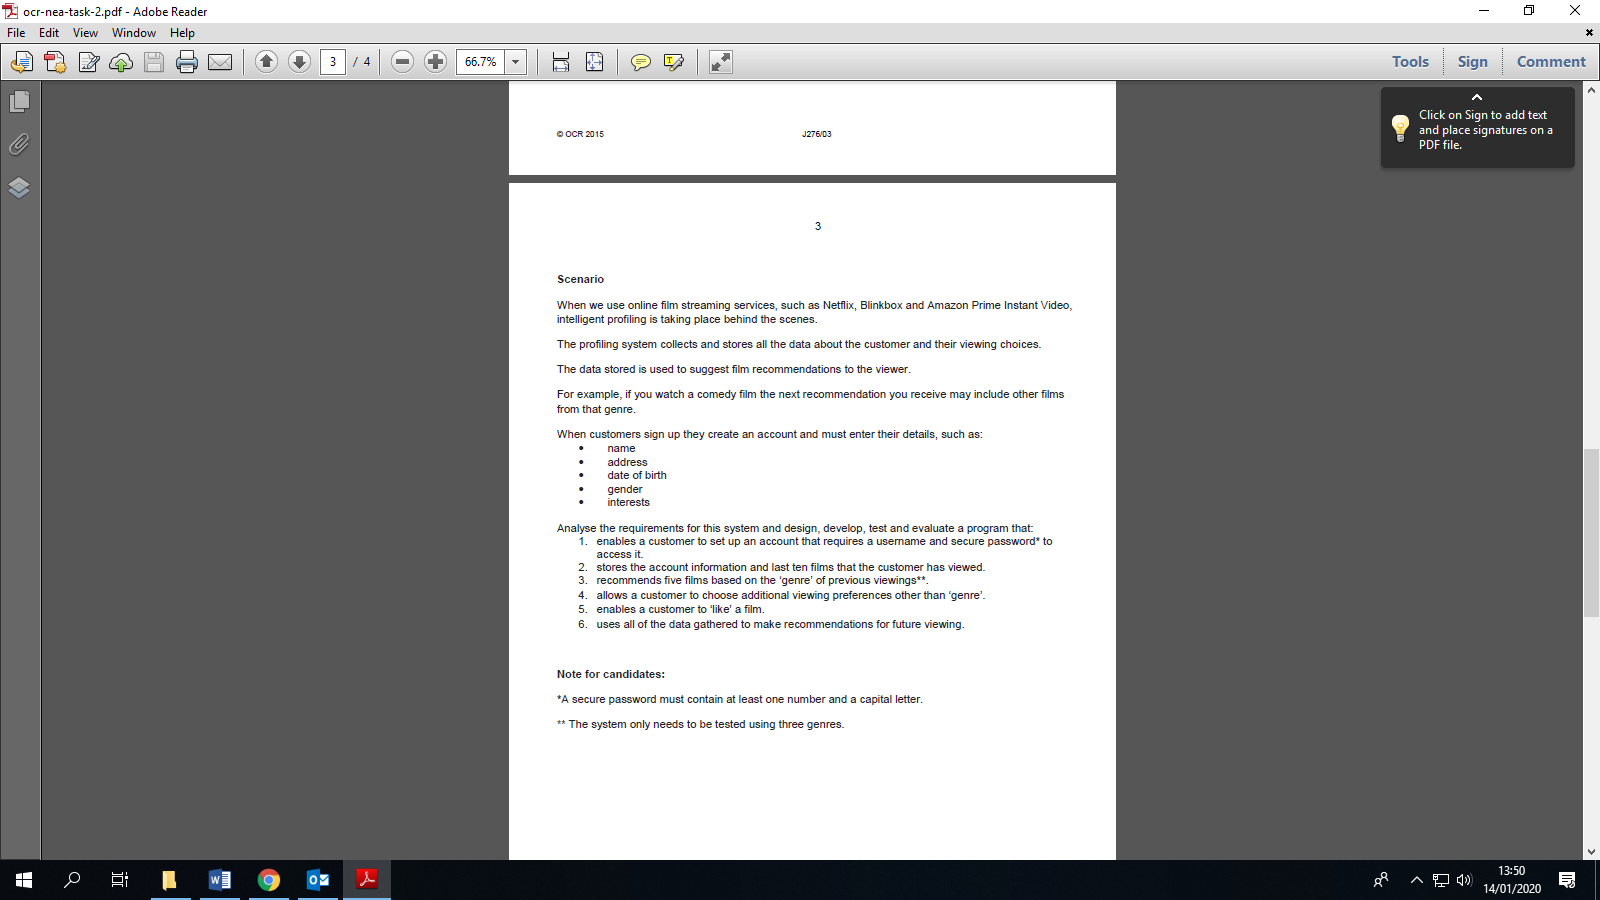 ocr-nea-task-2.pdf - Adobe Reader
File Edit View Window Help
3 / 4 66.7% Tools Sign Comment
Click on Sign to add text
and place signatures on a
PDF file.
© OCR 2015 J276/03
3
Scenario
When we use online film streaming services, such as Netflix, Blinkbox and Amazon Prime Instant Video,
intelligent profiling is taking place behind the scenes.
The profiling system collects and stores all the data about the customer and their viewing choices.
The data stored is used to suggest film recommendations to the viewer.
For example, if you watch a comedy film the next recommendation you receive may include other films
from that genre.
When customers sign up they create an account and must enter their details, such as:
• name
• address
• date of birth
• gender
• interests
Analyse the requirements for this system and design, develop, test and evaluate a program that:
1. enables a customer to set up an account that requires a username and secure password* to
access it.
2. stores the account information and last ten films that the customer has viewed.
3. recommends five films based on the ‘genre’ of previous viewings**.
4. allows a customer to choose additional viewing preferences other than ‘genre’.
5. enables a customer to ‘like’ a film.
6. uses all of the data gathered to make recommendations for future viewing.
Note for candidates:
*A secure password must contain at least one number and a capital letter.
** The system only needs to be tested using three genres.
13:50
14/01/2020